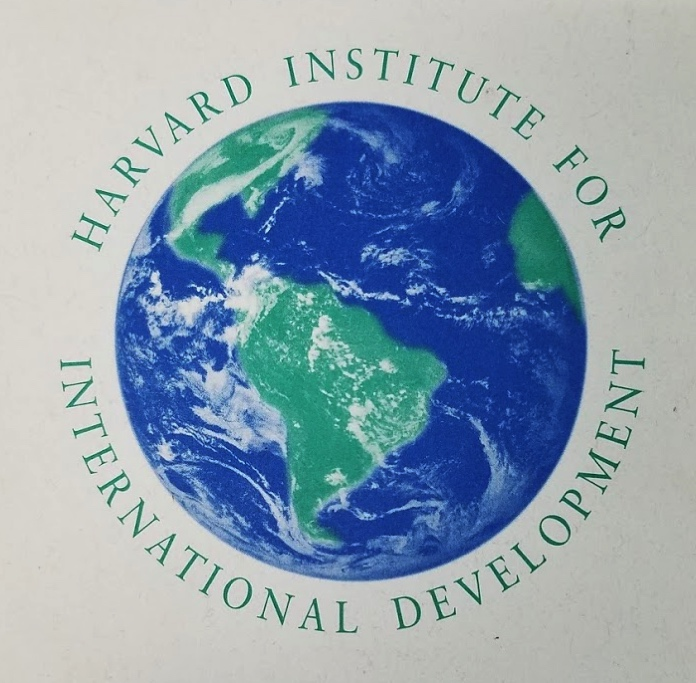 HARVARD INSTITUTE FOR
INTERNATIONAL DEVELOPMENT